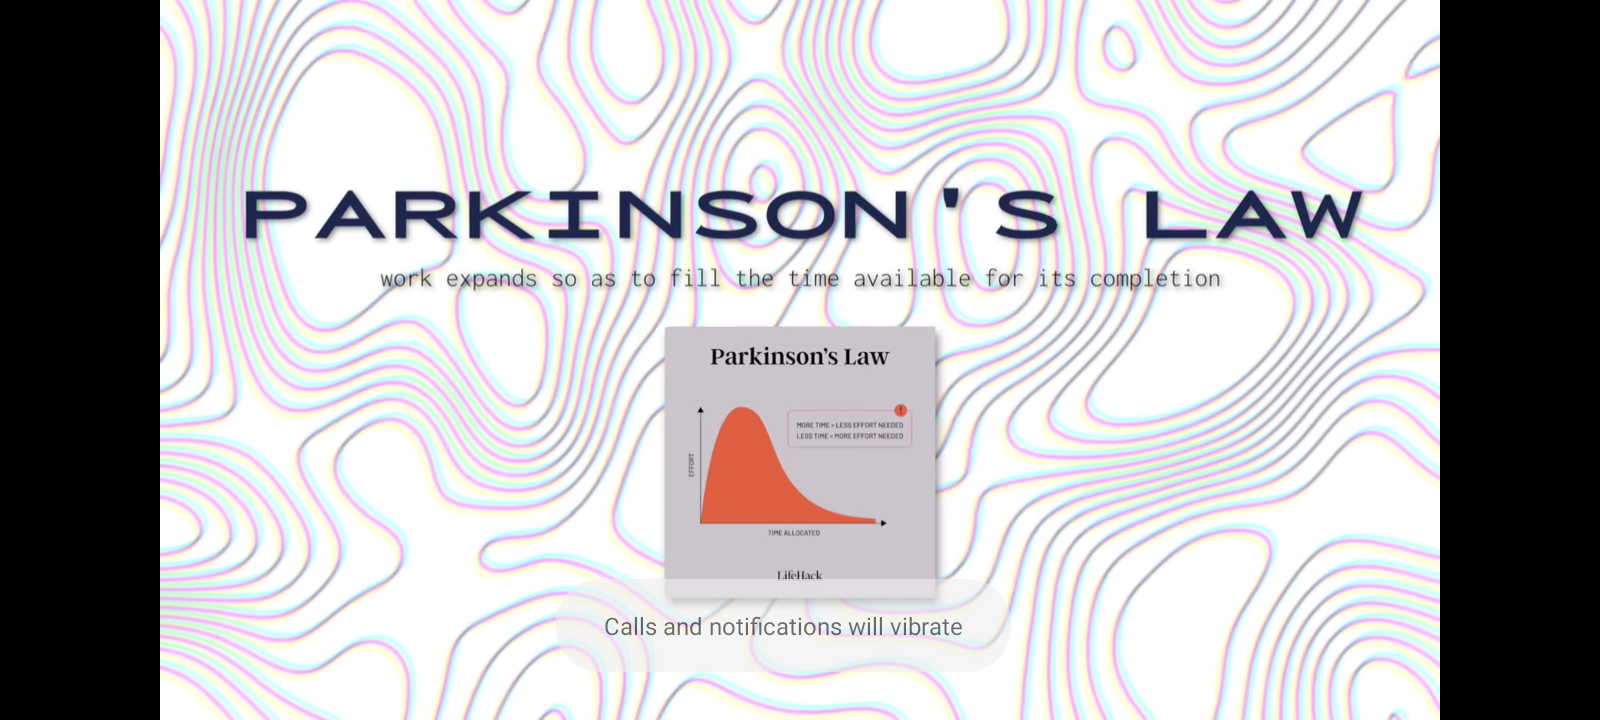 PARKINSON'S LAW
work expands so as to fill the time available for its completion
Parkinson's Law
!
MORE TIME = LESS EFFORT NEEDED
LESS TIME = MORE EFFORT NEEDED
EFFORT
TIME ALLOCATED
LifeHack
Calls and notifications will vibrate